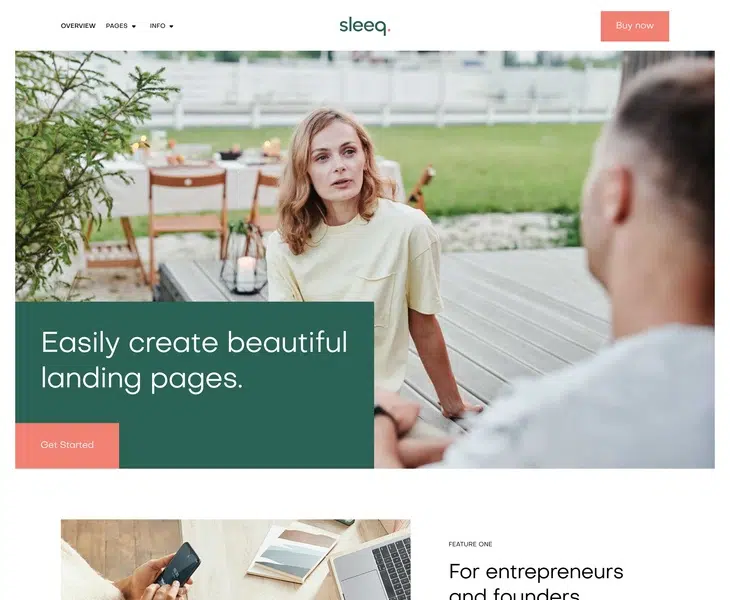 OVERVIEW PAGES INFO
sleeq.
Buy now
Easily create beautiful
landing pages.
Get Started
FEATURE ONE
For entrepreneurs
and founders